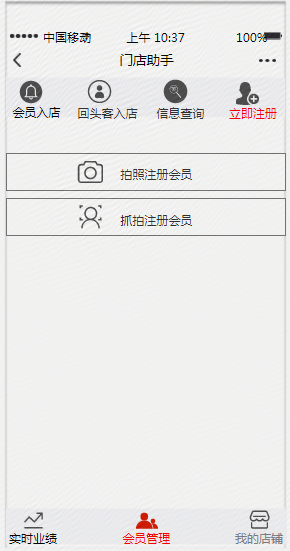 中国移动 上午 10:37 100%
门店助手
会员入店 回头客入店 信息查询 立即注册
拍照注册会员
抓拍注册会员
实时业绩 会员管理 我的店铺